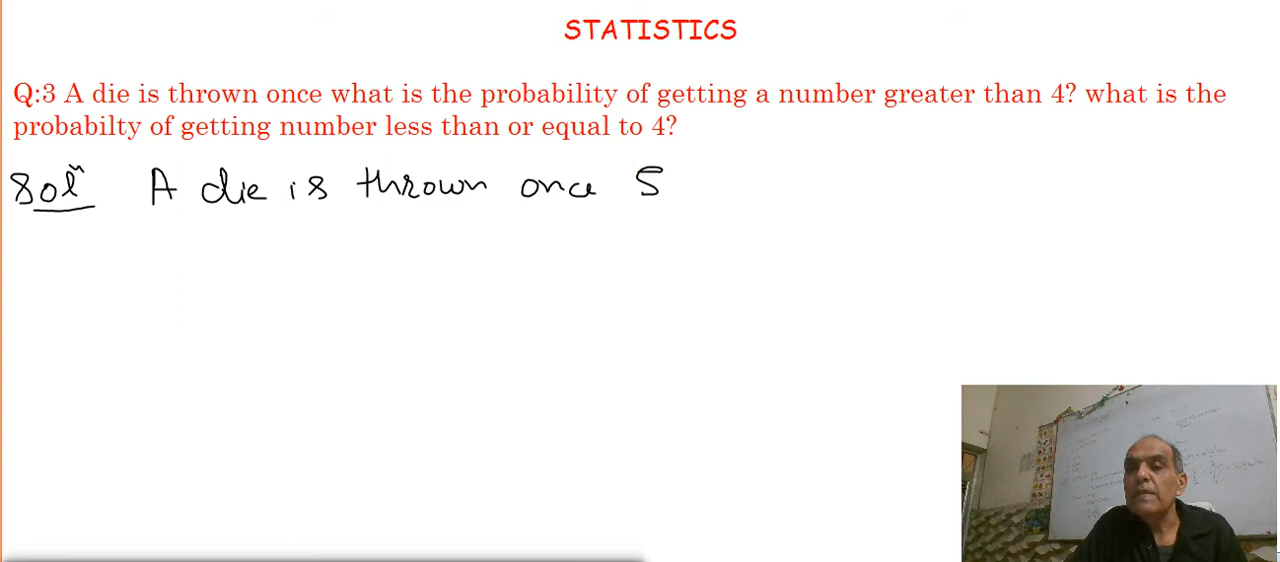 STATISTICS
Q:3 A die is thrown once what is the probability of getting a number greater than 4? what is the
probabilty of getting number less than or equal to 4?
Solⁿ A die is thrown once S